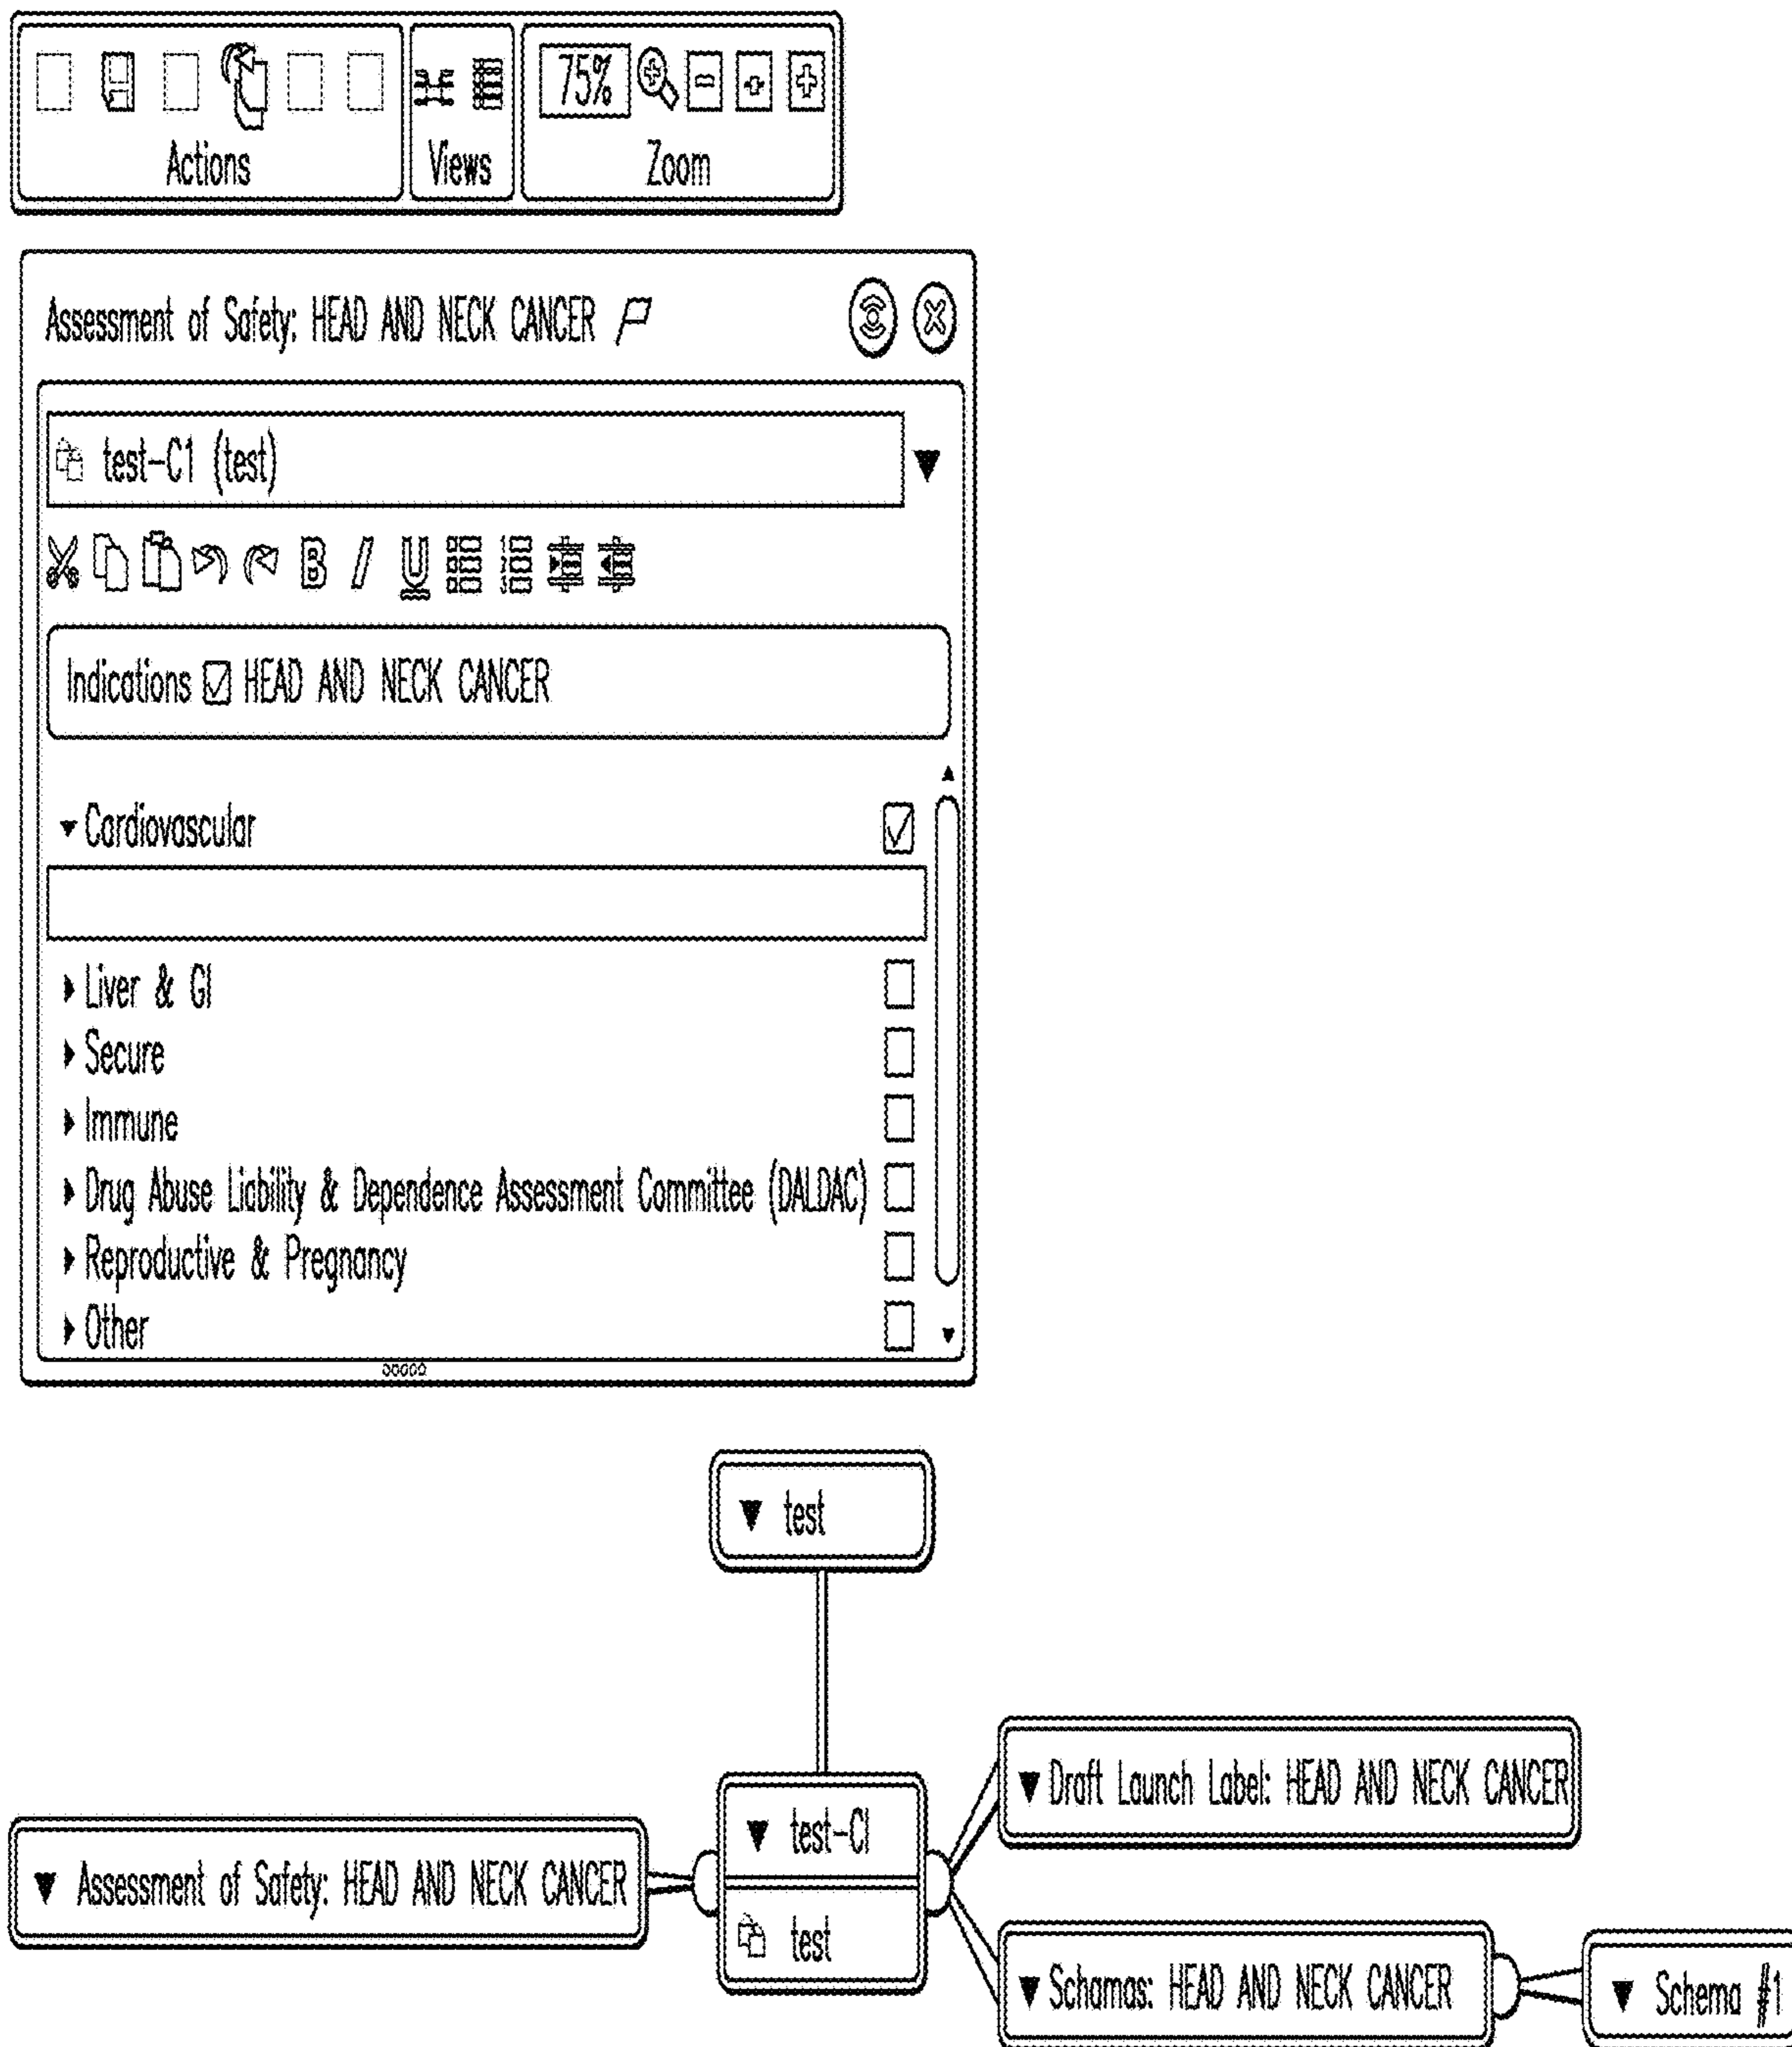 75%
Actions Views Zoom
Assessment of Safety: HEAD AND NECK CANCER
test-C1 (test)
B I U
Indications HEAD AND NECK CANCER
Cardiovascular
Liver & GI
Secure
Immune
Drug Abuse Liability & Dependence Assessment Committee (DALDAC)
Reproductive & Pregnancy
Other
test
Draft Launch Label: HEAD AND NECK CANCER
test-CI
Assessment of Safety: HEAD AND NECK CANCER
test
Schamas: HEAD AND NECK CANCER
Schema #1